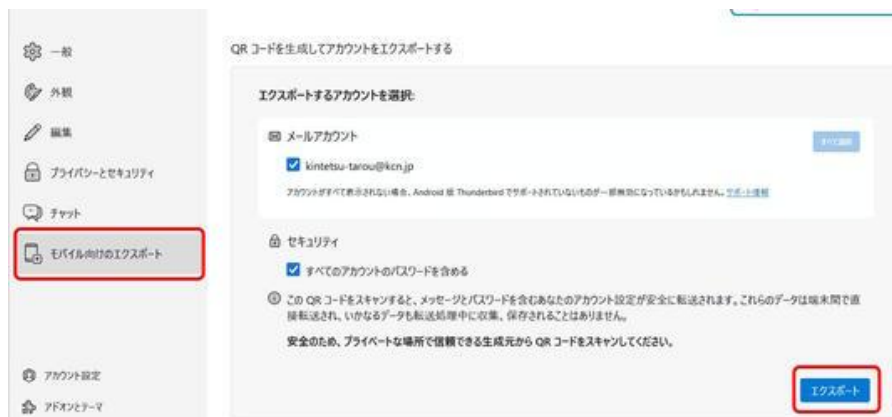 一般
外観
編集
プライバシーとセキュリティ
チャット
モバイル向けのエクスポート
アカウント設定
アドオンとテーマ
QR コードを生成してアカウントをエクスポートする
エクスポートするアカウントを選択:
メールアカウント
すべて選択
kintetsu-tarou@kcn.jp
アカウントがすべて表示されない場合、Android 版 Thunderbird でサポートされていないものが一部無効になっているかもしれません。サポート情報
セキュリティ
すべてのアカウントのパスワードを含める
この QR コードをスキャンすると、メッセージとパスワードを含むあなたのアカウント設定が安全に転送されます。これらのデータは端末間で直
接転送され、いかなるデータも転送処理中に収集、保存されることはありません。
安全のため、プライベートな場所で信頼できる生成元から QR コードをスキャンしてください。
エクスポート